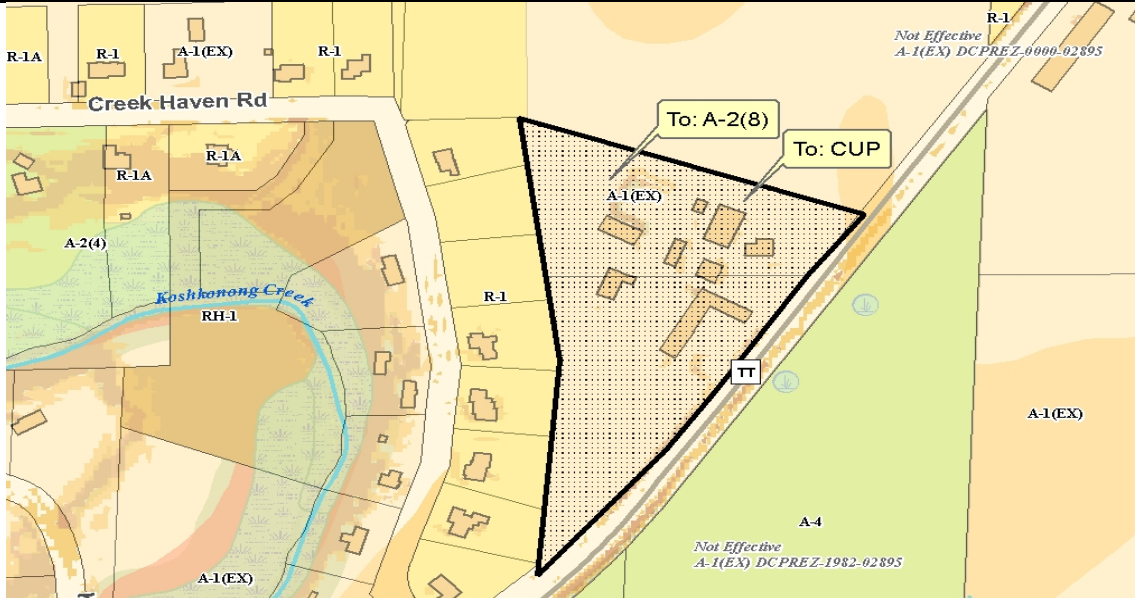 R-1
Not Effective
A-1(EX) DCPREZ-0000-02895
R-1A
R-1
A-1(EX)
R-1
Creek Haven Rd
To: A-2(8)
To: CUP
R-1A
R-1A
A-1(EX)
A-2(4)
Koshkonong Creek
R-1
RH-1
TT
A-1(EX)
A-4
Not Effective
A-1(EX) DCPREZ-1982-02895
A-1(EX)